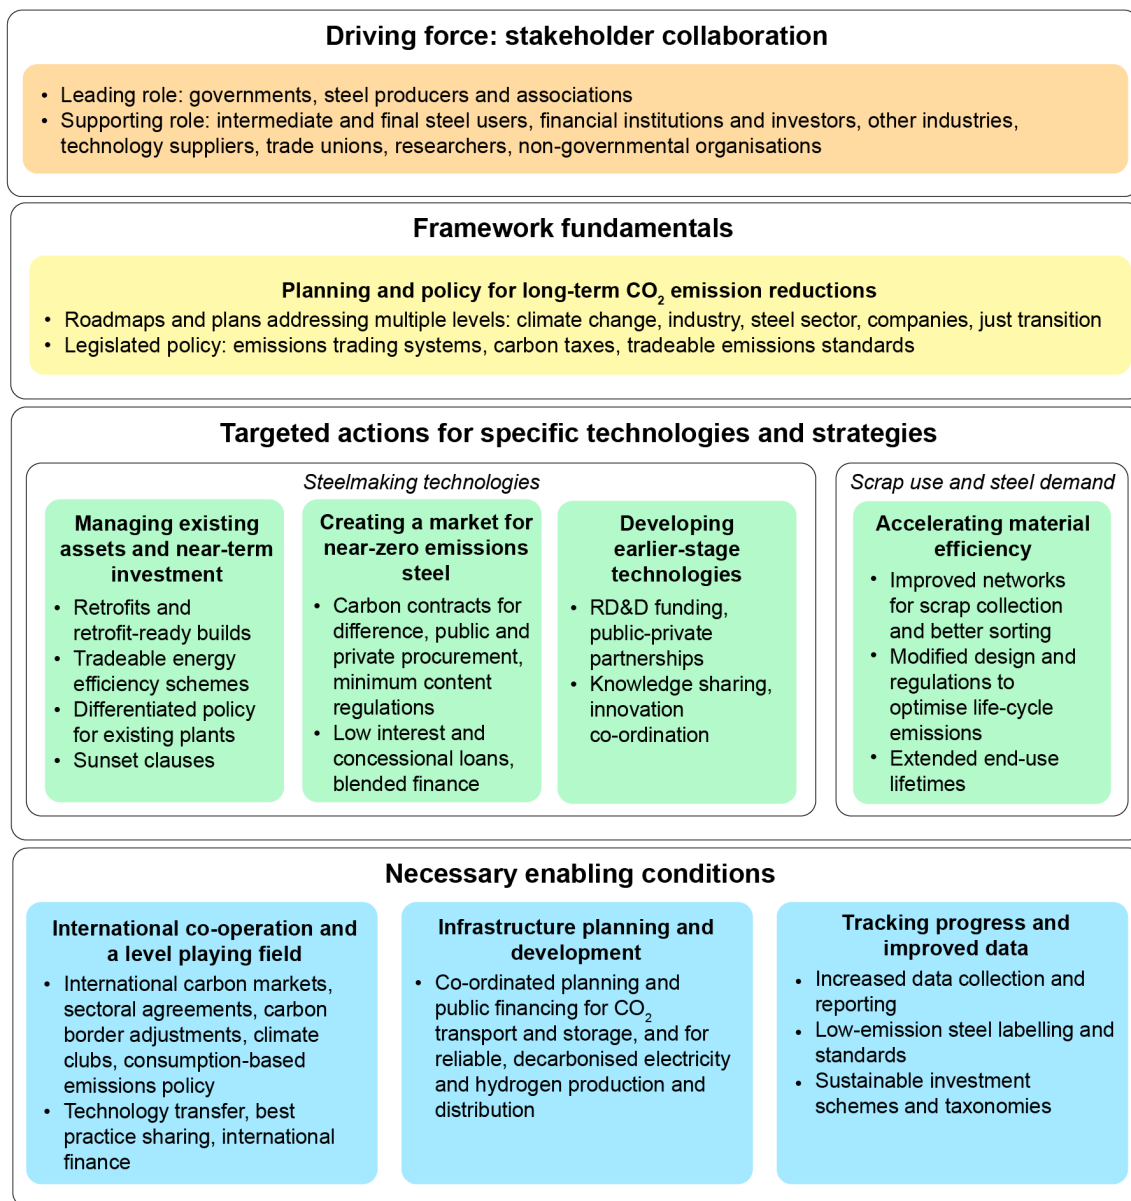 Driving force: stakeholder collaboration
• Leading role: governments, steel producers and associations
• Supporting role: intermediate and final steel users, financial institutions and investors, other industries,
technology suppliers, trade unions, researchers, non-governmental organisations
Framework fundamentals
Planning and policy for long-term CO₂ emission reductions
• Roadmaps and plans addressing multiple levels: climate change, industry, steel sector, companies, just transition
• Legislated policy: emissions trading systems, carbon taxes, tradeable emissions standards
Targeted actions for specific technologies and strategies
Steelmaking technologies
Managing existing
assets and near-term
investment
• Retrofits and
retrofit-ready builds
• Tradeable energy
efficiency schemes
• Differentiated policy
for existing plants
• Sunset clauses
Creating a market for
near-zero emissions
steel
• Carbon contracts for
difference, public and
private procurement,
minimum content
regulations
• Low interest and
concessional loans,
blended finance
Developing
earlier-stage
technologies
• RD&D funding,
public-private
partnerships
• Knowledge sharing,
innovation
co-ordination
Scrap use and steel demand
Accelerating material
efficiency
• Improved networks
for scrap collection
and better sorting
• Modified design and
regulations to
optimise life-cycle
emissions
• Extended end-use
lifetimes
Necessary enabling conditions
International co-operation and
a level playing field
• International carbon markets,
sectoral agreements, carbon
border adjustments, climate
clubs, consumption-based
emissions policy
• Technology transfer, best
practice sharing, international
finance
Infrastructure planning and
development
• Co-ordinated planning and
public financing for CO₂
transport and storage, and for
reliable, decarbonised electricity
and hydrogen production and
distribution
Tracking progress and
improved data
• Increased data collection and
reporting
• Low-emission steel labelling and
standards
• Sustainable investment
schemes and taxonomies